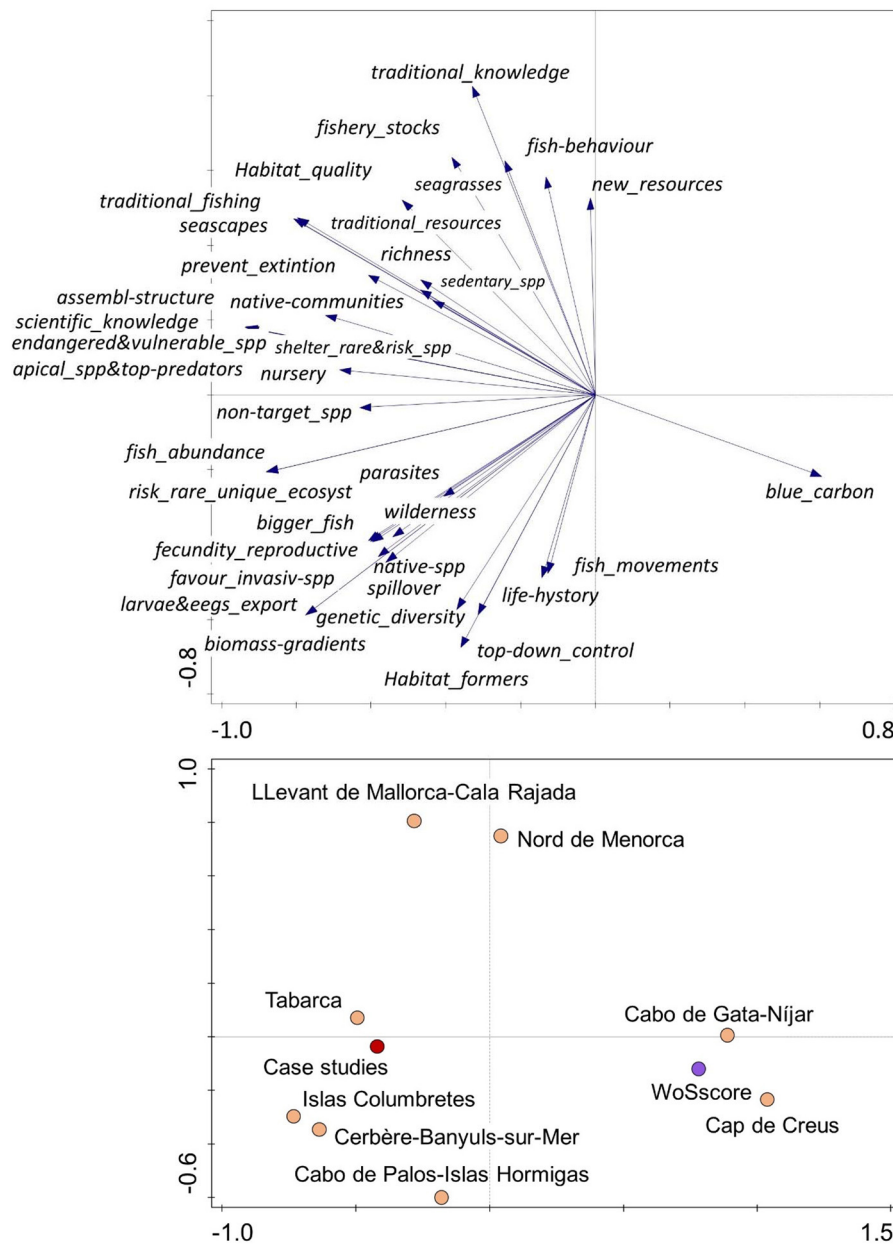 traditional_knowledge
fishery_stocks
fish-behaviour
Habitat_quality
seagrasses
new_resources
traditional_fishing
seascapes
traditional_resources
richness
prevent_extintion
sedentary_spp
assembl-structure
native-communities
scientific_knowledge
endangered&vulnerable_spp
shelter_rare&risk_spp
apical_spp&top-predators
nursery
non-target_spp
fish_abundance
parasites
risk_rare_unique_ecosyst
blue_carbon
wilderness
bigger_fish
fecundity_reproductive
native-spp
fish_movements
favour_invasiv-spp
spillover
life-hystory
larvae&eegs_export
genetic_diversity
biomass-gradients
top-down_control
Habitat_formers
-0.8
-1.0
0.8
1.0
LLevant de Mallorca-Cala Rajada
Nord de Menorca
Tabarca
Cabo de Gata-Níjar
Case studies
WoSscore
Islas Columbretes
Cap de Creus
Cerbère-Banyuls-sur-Mer
Cabo de Palos-Islas Hormigas
-0.6
-1.0
1.5